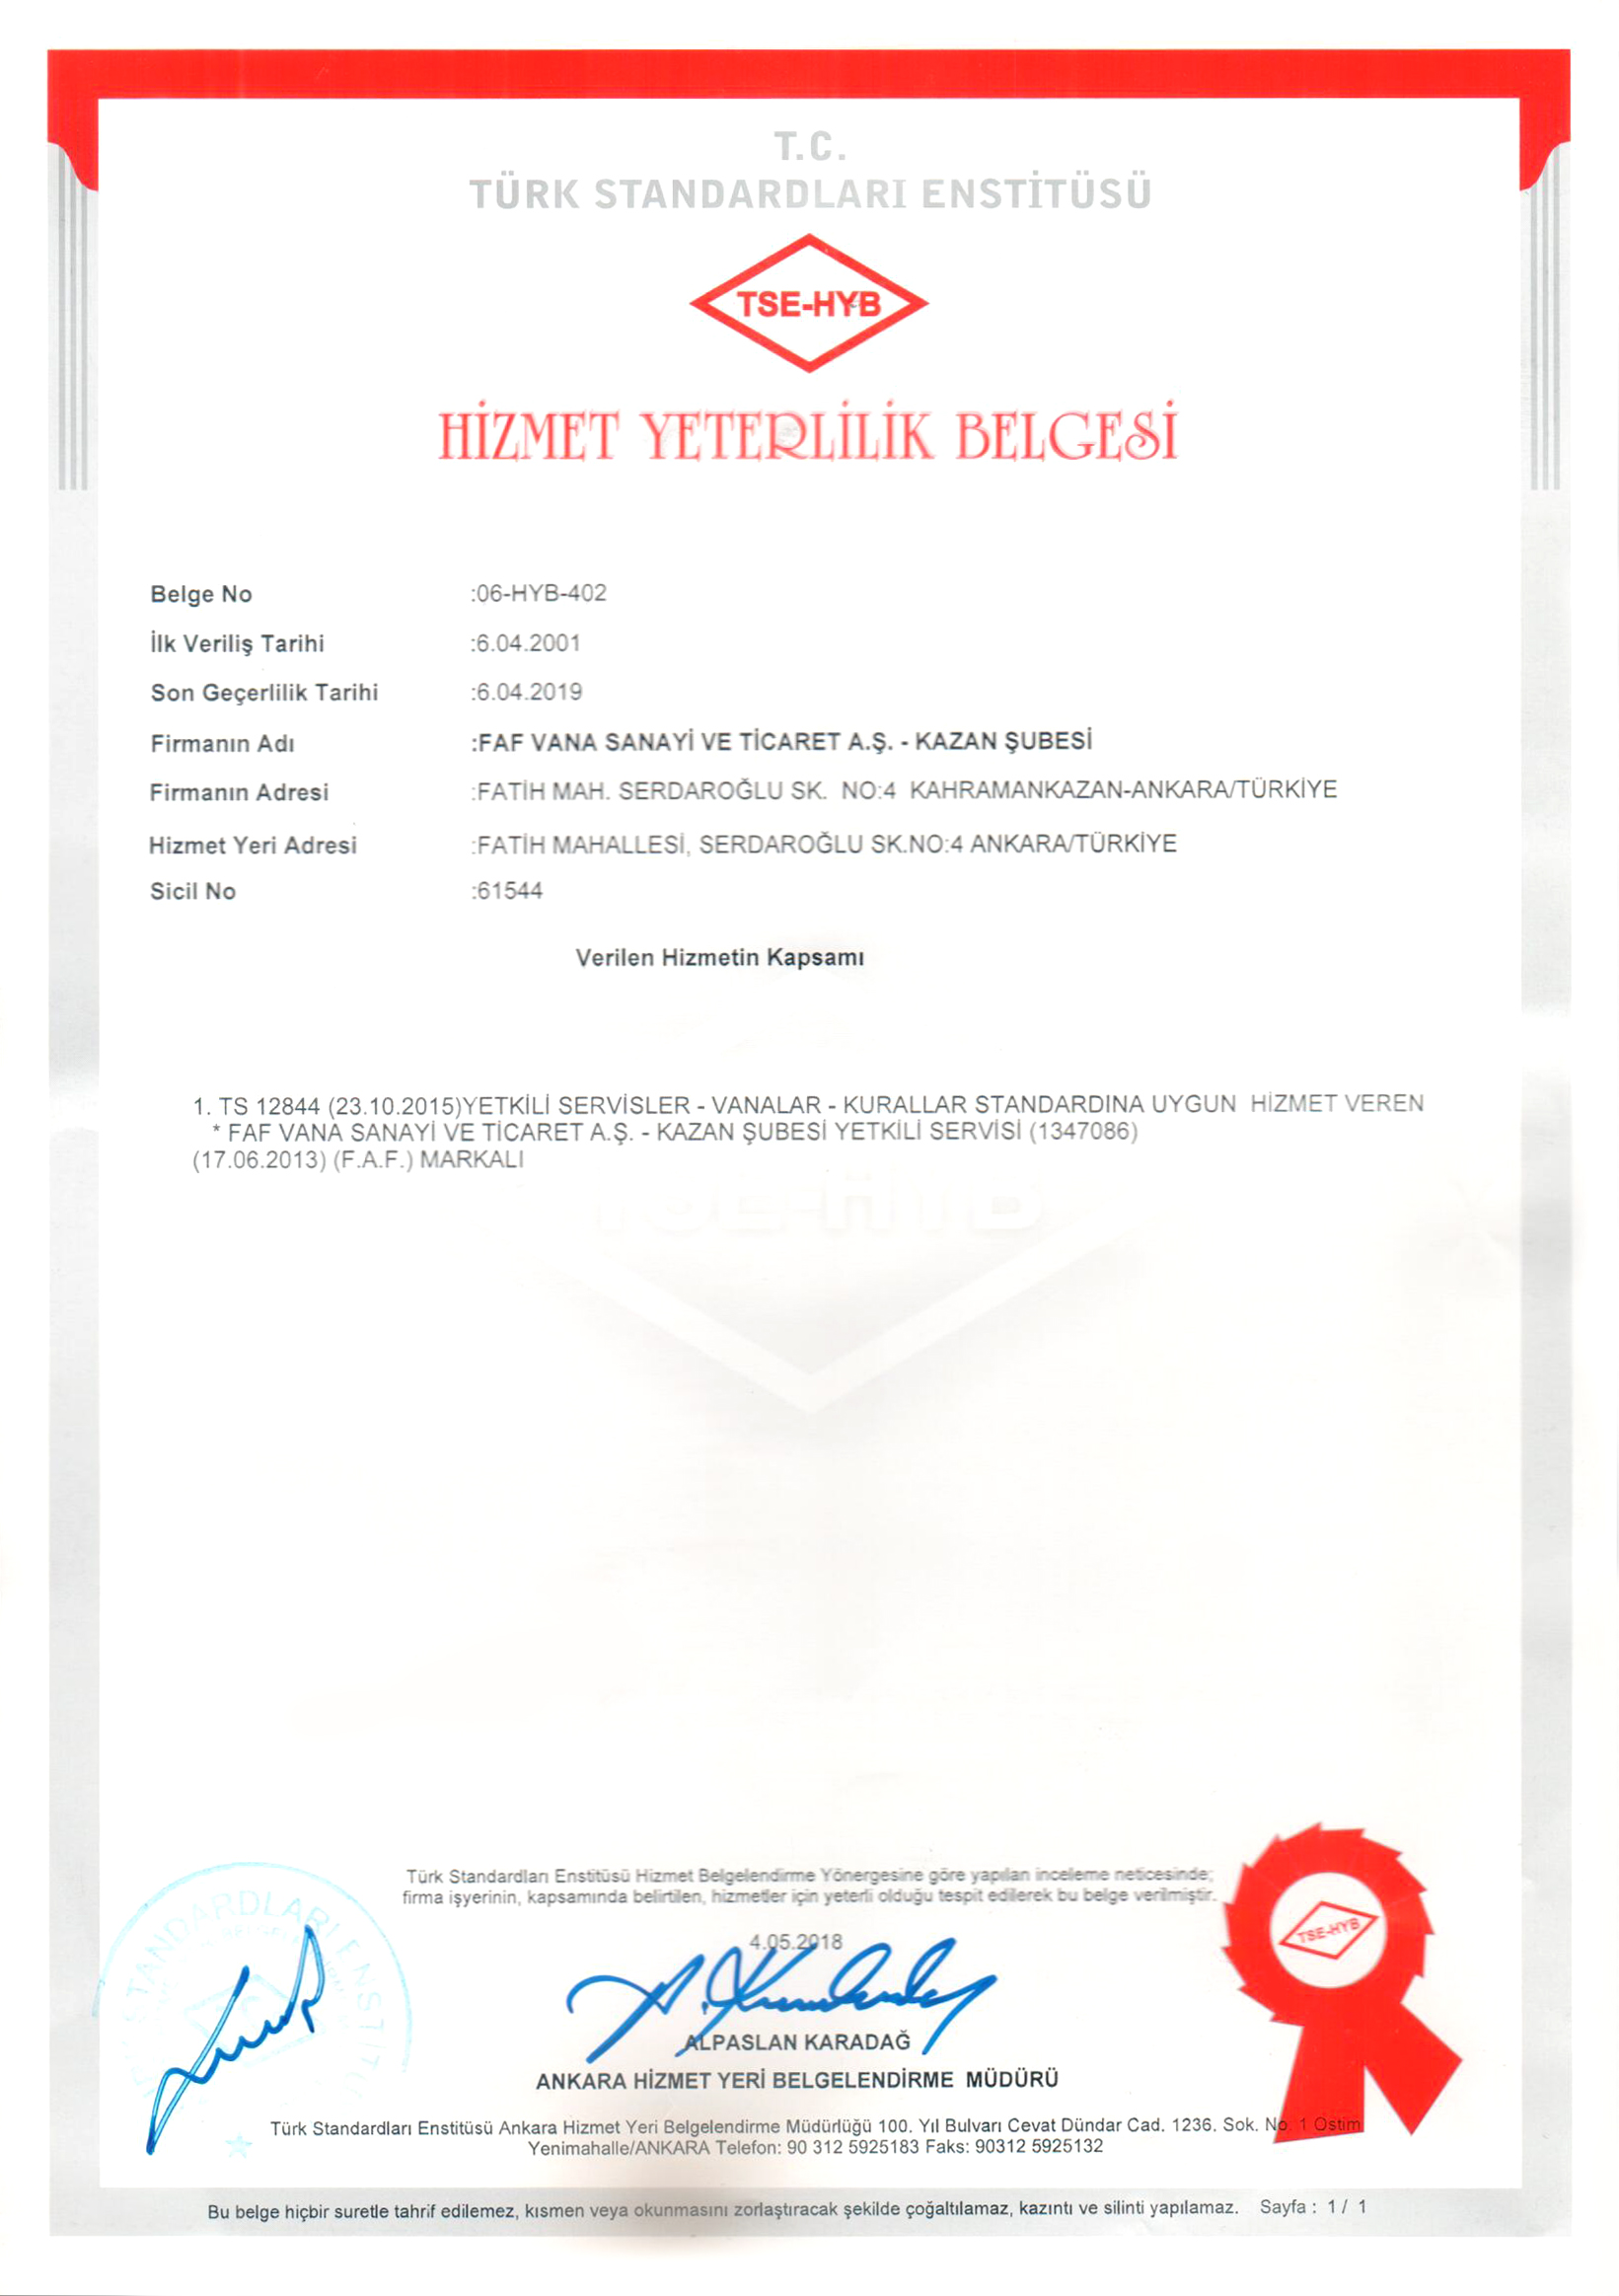 T.C.
TÜRK STANDARDLARI ENSTİTÜSÜ
TSE-HYB
HİZMET YETERLİLİK BELGESİ
Belge No :06-HYB-402
İlk Veriliş Tarihi :6.04.2001
Son Geçerlilik Tarihi :6.04.2019
Firmanın Adı :FAF VANA SANAYİ VE TİCARET A.Ş. - KAZAN ŞUBESİ
Firmanın Adresi :FATİH MAH. SERDAROĞLU SK. NO:4 KAHRAMANKAZAN-ANKARA/TÜRKİYE
Hizmet Yeri Adresi :FATİH MAHALLESİ, SERDAROĞLU SK.NO:4 ANKARA/TÜRKİYE
Sicil No :61544
Verilen Hizmetin Kapsamı
1. TS 12844 (23.10.2015)YETKİLİ SERVİSLER - VANALAR - KURALLAR STANDARDINA UYGUN HİZMET VEREN
* FAF VANA SANAYİ VE TİCARET A.Ş. - KAZAN ŞUBESİ YETKİLİ SERVİSİ (1347086)
(17.06.2013) (F.A.F.) MARKALI
TSE-HYB
Türk Standardları Enstitüsü Hizmet Belgelendirme Yönergesine göre yapılan inceleme neticesinde;
firma işyerinin, kapsamında belirtilen, hizmetler için yeterli olduğu tespit edilerek bu belge verilmiştir.
4.05.2018
TSE-HYB
STANDARDLARI ENSTİTÜ
ALPASLAN KARADAĞ
ANKARA HİZMET YERİ BELGELENDİRME MÜDÜRÜ
Türk Standardları Enstitüsü Ankara Hizmet Yeri Belgelendirme Müdürlüğü 100. Yıl Bulvarı Cevat Dündar Cad. 1236. Sok. No. 1 Ostim
Yenimahalle/ANKARA Telefon: 90 312 5925183 Faks: 90312 5925132
Bu belge hiçbir suretle tahrif edilemez, kısmen veya okunmasını zorlaştıracak şekilde çoğaltılamaz, kazıntı ve silinti yapılamaz. Sayfa : 1 / 1